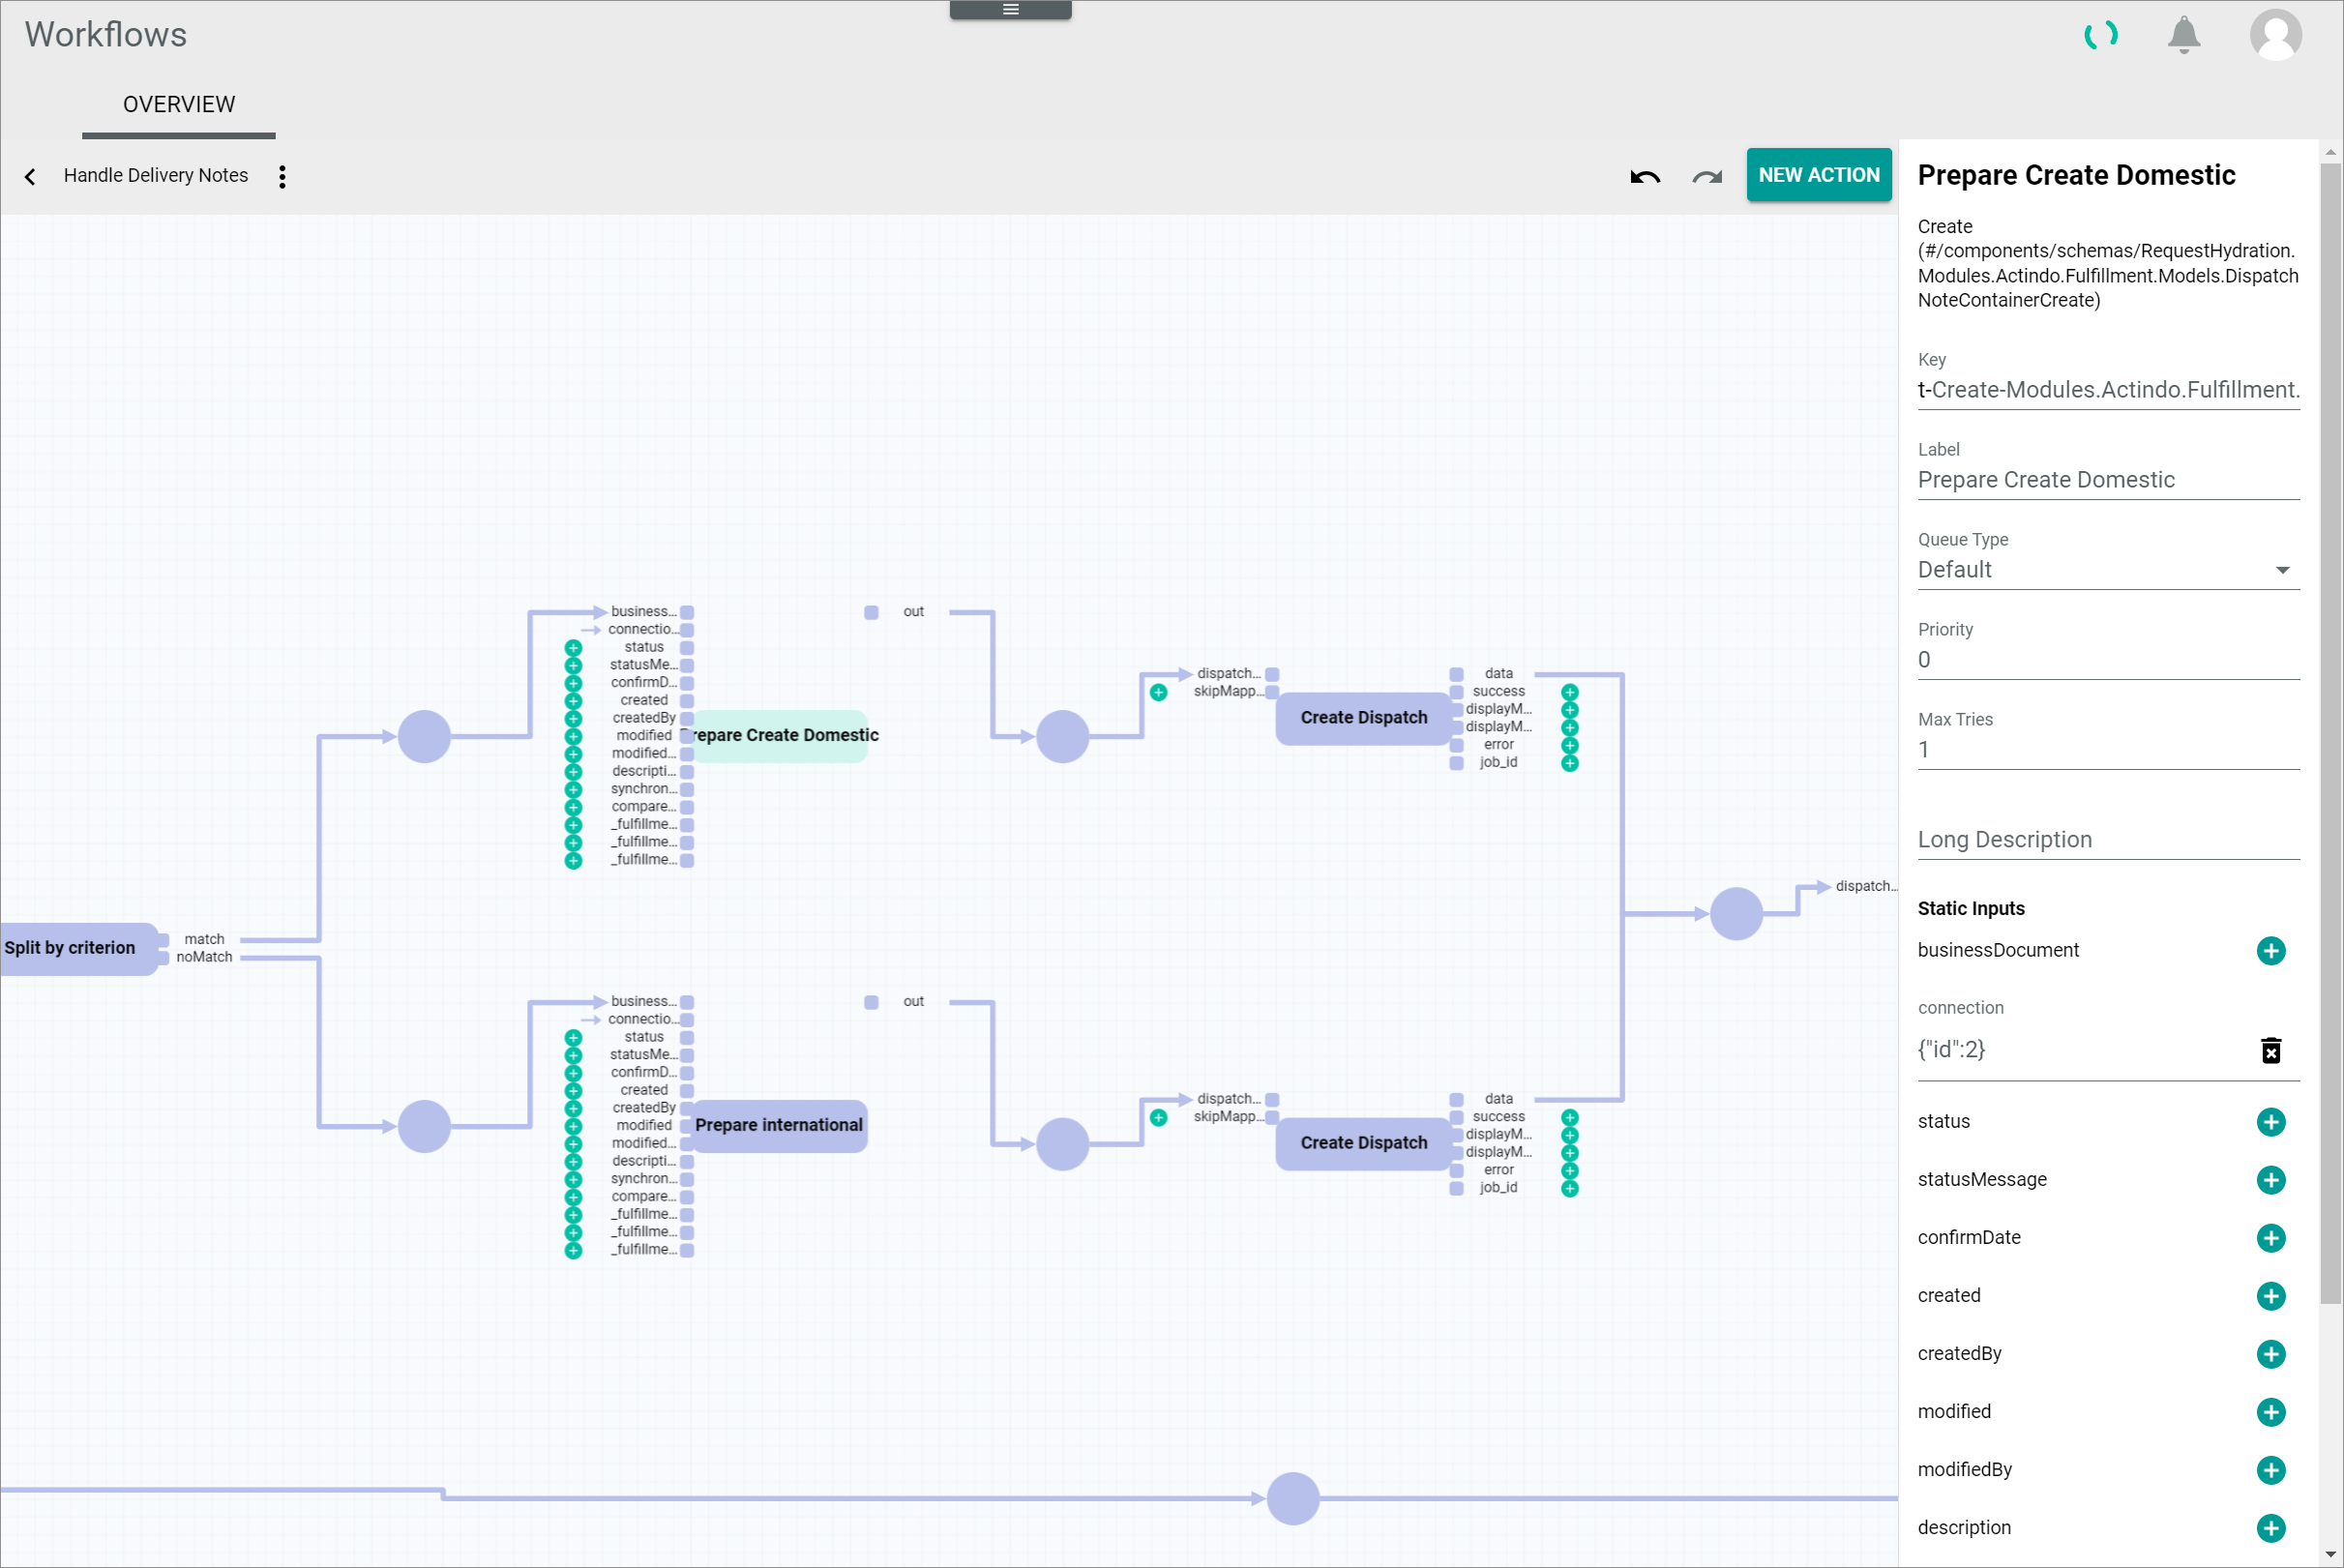 Workflows
OVERVIEW
Handle Delivery Notes
NEW ACTION
Split by criterion
match
noMatch
business...
connectio...
status
statusMe...
confirmD...
created
createdBy
modified
modified...
descripti...
synchron...
compare...
_fulfillme...
_fulfillme...
_fulfillme...
Prepare Create Domestic
out
dispatch...
skipMapp...
Create Dispatch
data
success
displayM...
displayM...
error
job_id
dispatch...
business...
connectio...
status
statusMe...
confirmD...
created
createdBy
modified
modified...
descripti...
synchron...
compare...
_fulfillme...
_fulfillme...
_fulfillme...
Prepare international
out
dispatch...
skipMapp...
Create Dispatch
data
success
displayM...
displayM...
error
job_id
Prepare Create Domestic
Create
(#/components/schemas/RequestHydration.
Modules.Actindo.Fulfillment.Models.Dispatch
NoteContainerCreate)
Key
t-Create-Modules.Actindo.Fulfillment.
Label
Prepare Create Domestic
Queue Type
Default
Priority
0
Max Tries
1
Long Description
Static Inputs
businessDocument
connection
{"id":2}
status
statusMessage
confirmDate
created
createdBy
modified
modifiedBy
description